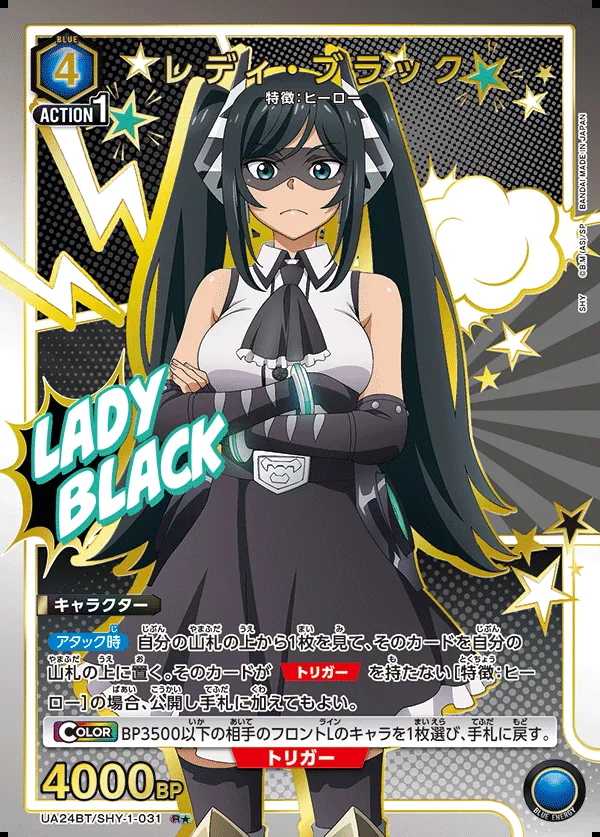 BLUE
4
レディ・ブラック
特徴：ヒーロー
ACTION 1
SHY ©B.M (AS)/SP BANDAI MADE IN JAPAN
LADY
BLACK
キャラクター
アタック時 自分の山札の上から1枚を見て、そのカードを自分の
山札の上に置く。そのカードが トリガー を持たない［特徴：ヒー
ロー］の場合、公開し手札に加えてもよい。
COLOR BP3500以下の相手のフロントLのキャラを1枚選び、手札に戻す。
トリガー
4000BP
UA24BT/SHY-1-031 R★
BLUE ENERGY